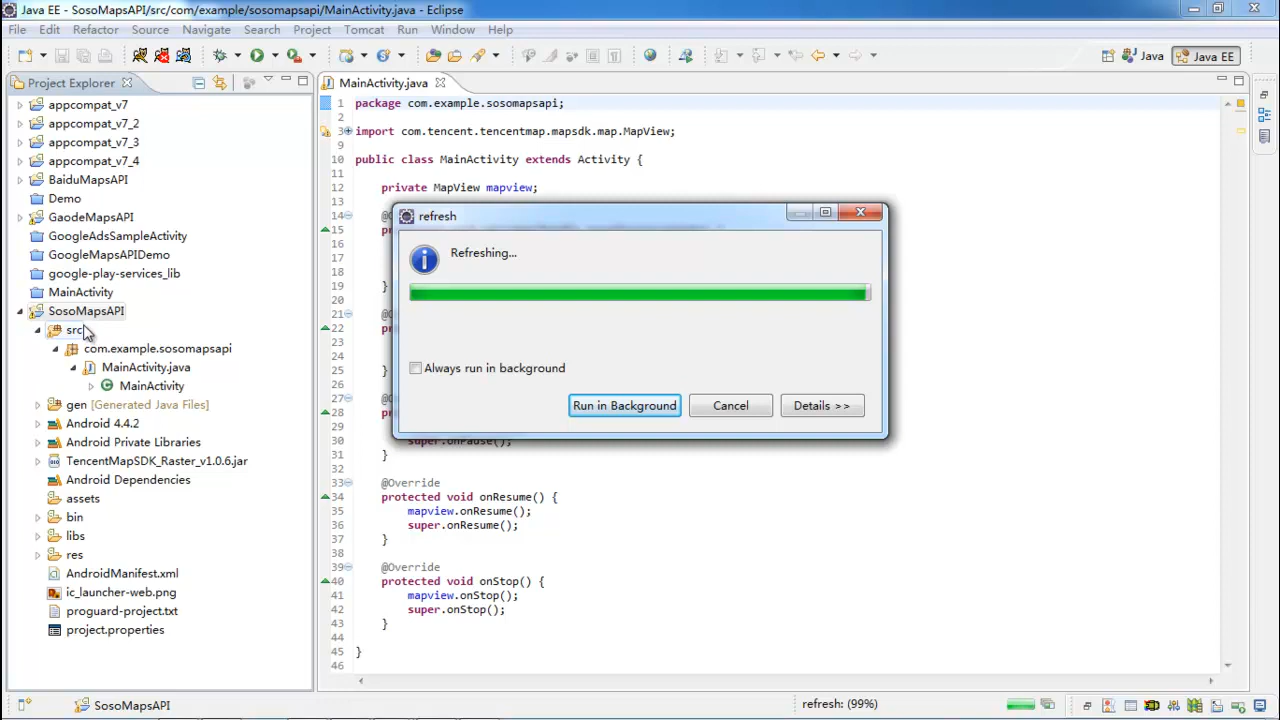 Java EE - SosoMapsAPI/src/com/example/sosomapsapi/MainActivity.java - Eclipse
File Edit Refactor Source Navigate Search Project Tomcat Run Window Help
Java Java EE
Project Explorer
appcompat_v7
appcompat_v7_2
appcompat_v7_3
appcompat_v7_4
BaiduMapsAPI
Demo
GaodeMapsAPI
GoogleAdsSampleActivity
GoogleMapsAPIDemo
google-play-services_lib
MainActivity
SosoMapsAPI
src
com.example.sosomapsapi
MainActivity.java
MainActivity
gen [Generated Java Files]
Android 4.4.2
Android Private Libraries
TencentMapSDK_Raster_v1.0.6.jar
Android Dependencies
assets
bin
libs
res
AndroidManifest.xml
ic_launcher-web.png
proguard-project.txt
project.properties
MainActivity.java
1 package com.example.sosomapsapi;
2
3 import com.tencent.tencentmap.mapsdk.map.MapView;
9
10 public class MainActivity extends Activity {
11
12 private MapView mapview;
13
14
15
16
17
18
19 }
20
21
22
23
24
25 }
26
27
28
29
30 super.onPause();
31 }
32
33 @Override
34 protected void onResume() {
35 mapview.onResume();
36 super.onResume();
37 }
38
39 @Override
40 protected void onStop() {
41 mapview.onStop();
42 super.onStop();
43 }
44
45 }
46
refresh
Refreshing...
Always run in background
Run in Background Cancel Details >>
SosoMapsAPI
refresh: (99%)